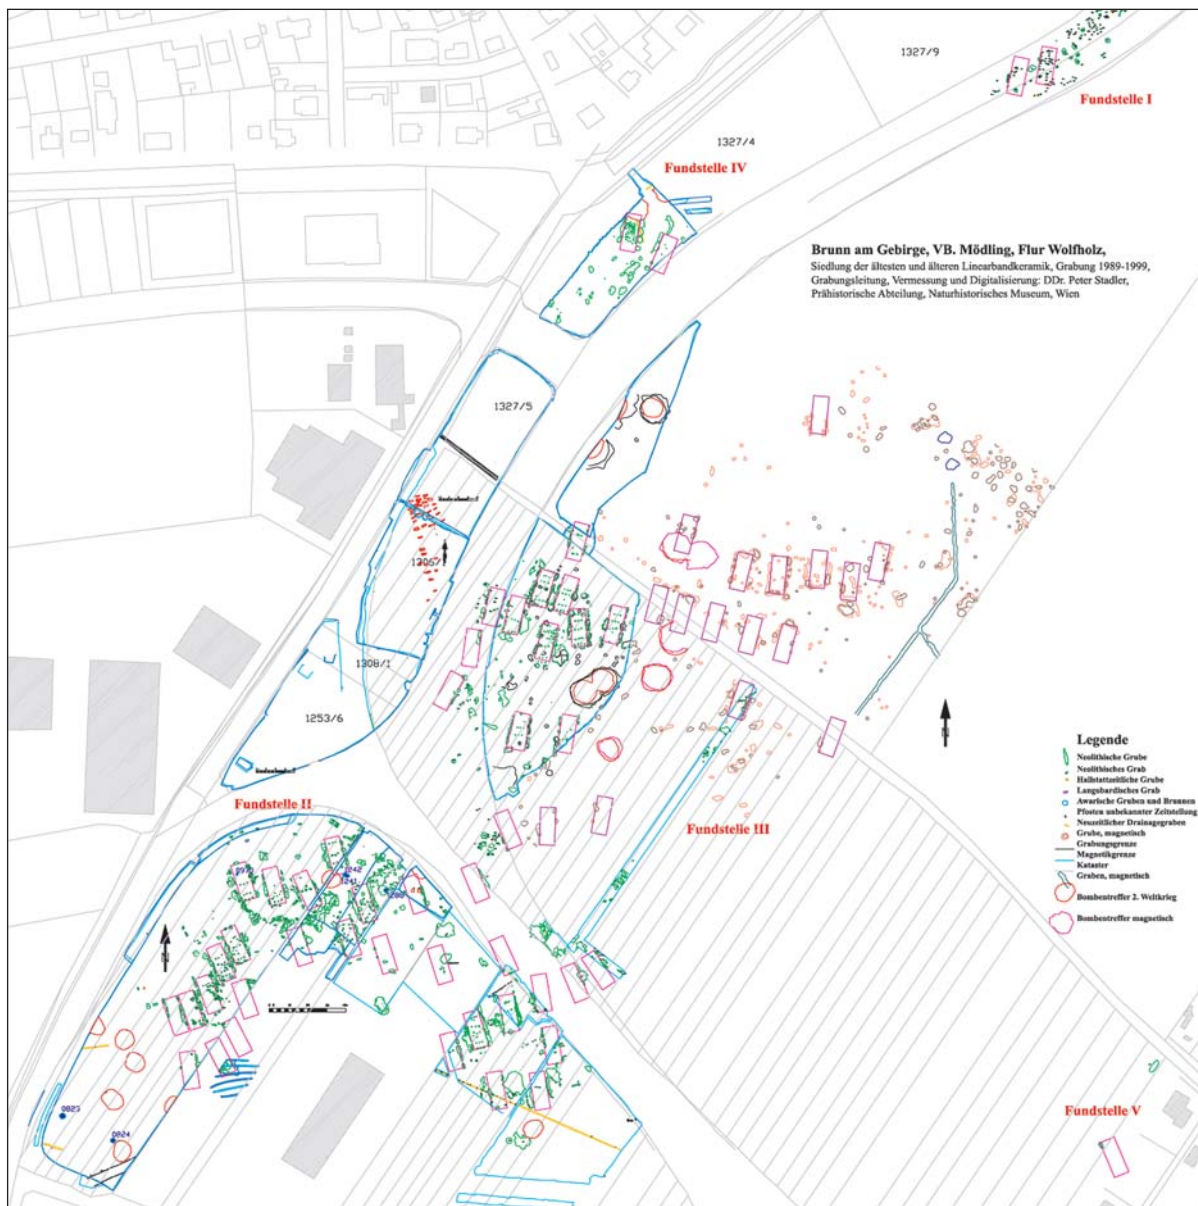 1327/9
Fundstelle I
1327/4
Fundstelle IV
Brunn am Gebirge, VB. Mödling, Flur Wolfholz,
Siedlung der ältesten und älteren Linearbandkeramik, Grabung 1989-1999,
Grabungsleitung, Vermessung und Digitalisierung: DDr. Peter Stadler,
Prähistorische Abteilung, Naturhistorisches Museum, Wien
1327/5
1308/1
1253/6
Fundstelle II
Fundstelle III
Legende
Neolithische Grube
Neolithisches Grab
Hallstattzeitliche Grube
Langobardisches Grab
Awarische Gruben und Brunnen
Pfosten unbekannter Zeitstellung
Neuzeitlicher Drainagegraben
Grube, magnetisch
Grabungsgrenze
Magnetikgrenze
Kataster
Graben, magnetisch
Bombentreffer 2. Weltkrieg
Bombentreffer magnetisch
1242
1241
0823
0824
Fundstelle V